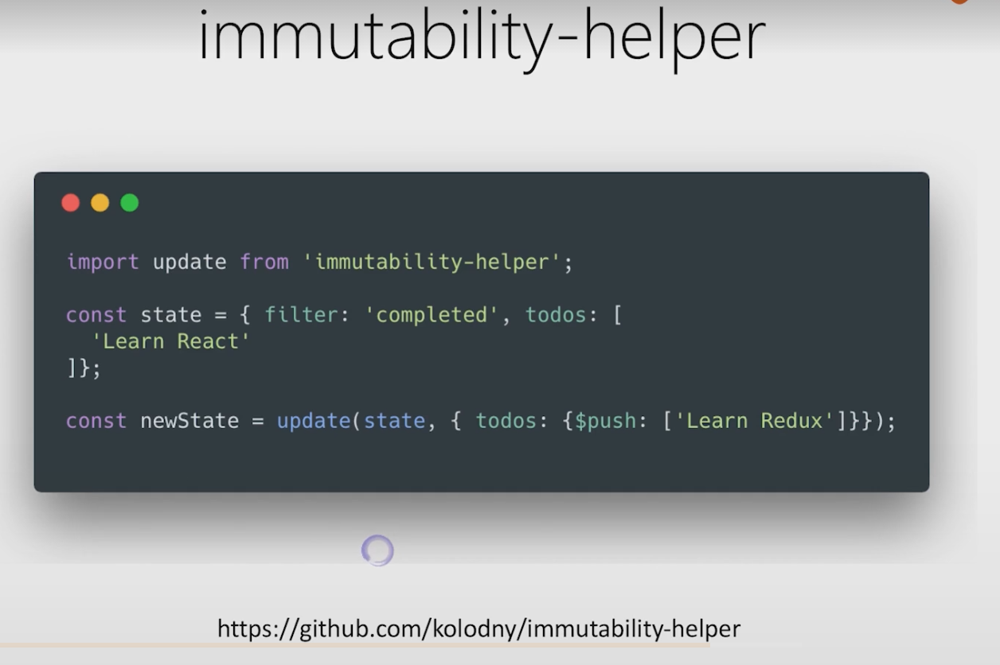 immutability-helper
import update from 'immutability-helper';
const state = { filter: 'completed', todos: [
'Learn React'
]};
const newState = update(state, { todos: {$push: ['Learn Redux']}});
https://github.com/kolodny/immutability-helper